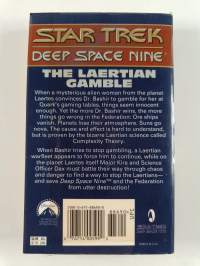 STAR TREK
DEEP SPACE NINE
THE LAERTIAN
GAMBLE
When a mysterious alien woman from the planet
Laertes convinces Dr. Bashir to gamble for her at
Quark's gaming tables, things seem innocent
enough. Yet the more Dr. Bashir wins, the more
things go wrong in the Federation: Ore ships
vanish. Planets lose their atmosphere. Suns go
nova. The cause and effect is hard to understand,
but is proven by the bizarre Laertian science called
Complexity Theory.
When Bashir tries to stop gambling, a Laertian
warfleet appears to force him to continue, while on
the planet Laertes itself Major Kira and Science
Officer Dax must battle their way through chaos
and danger to find a way to stop the Laertians—
and save Deep Space Nine™ and the Federation
from utter destruction!